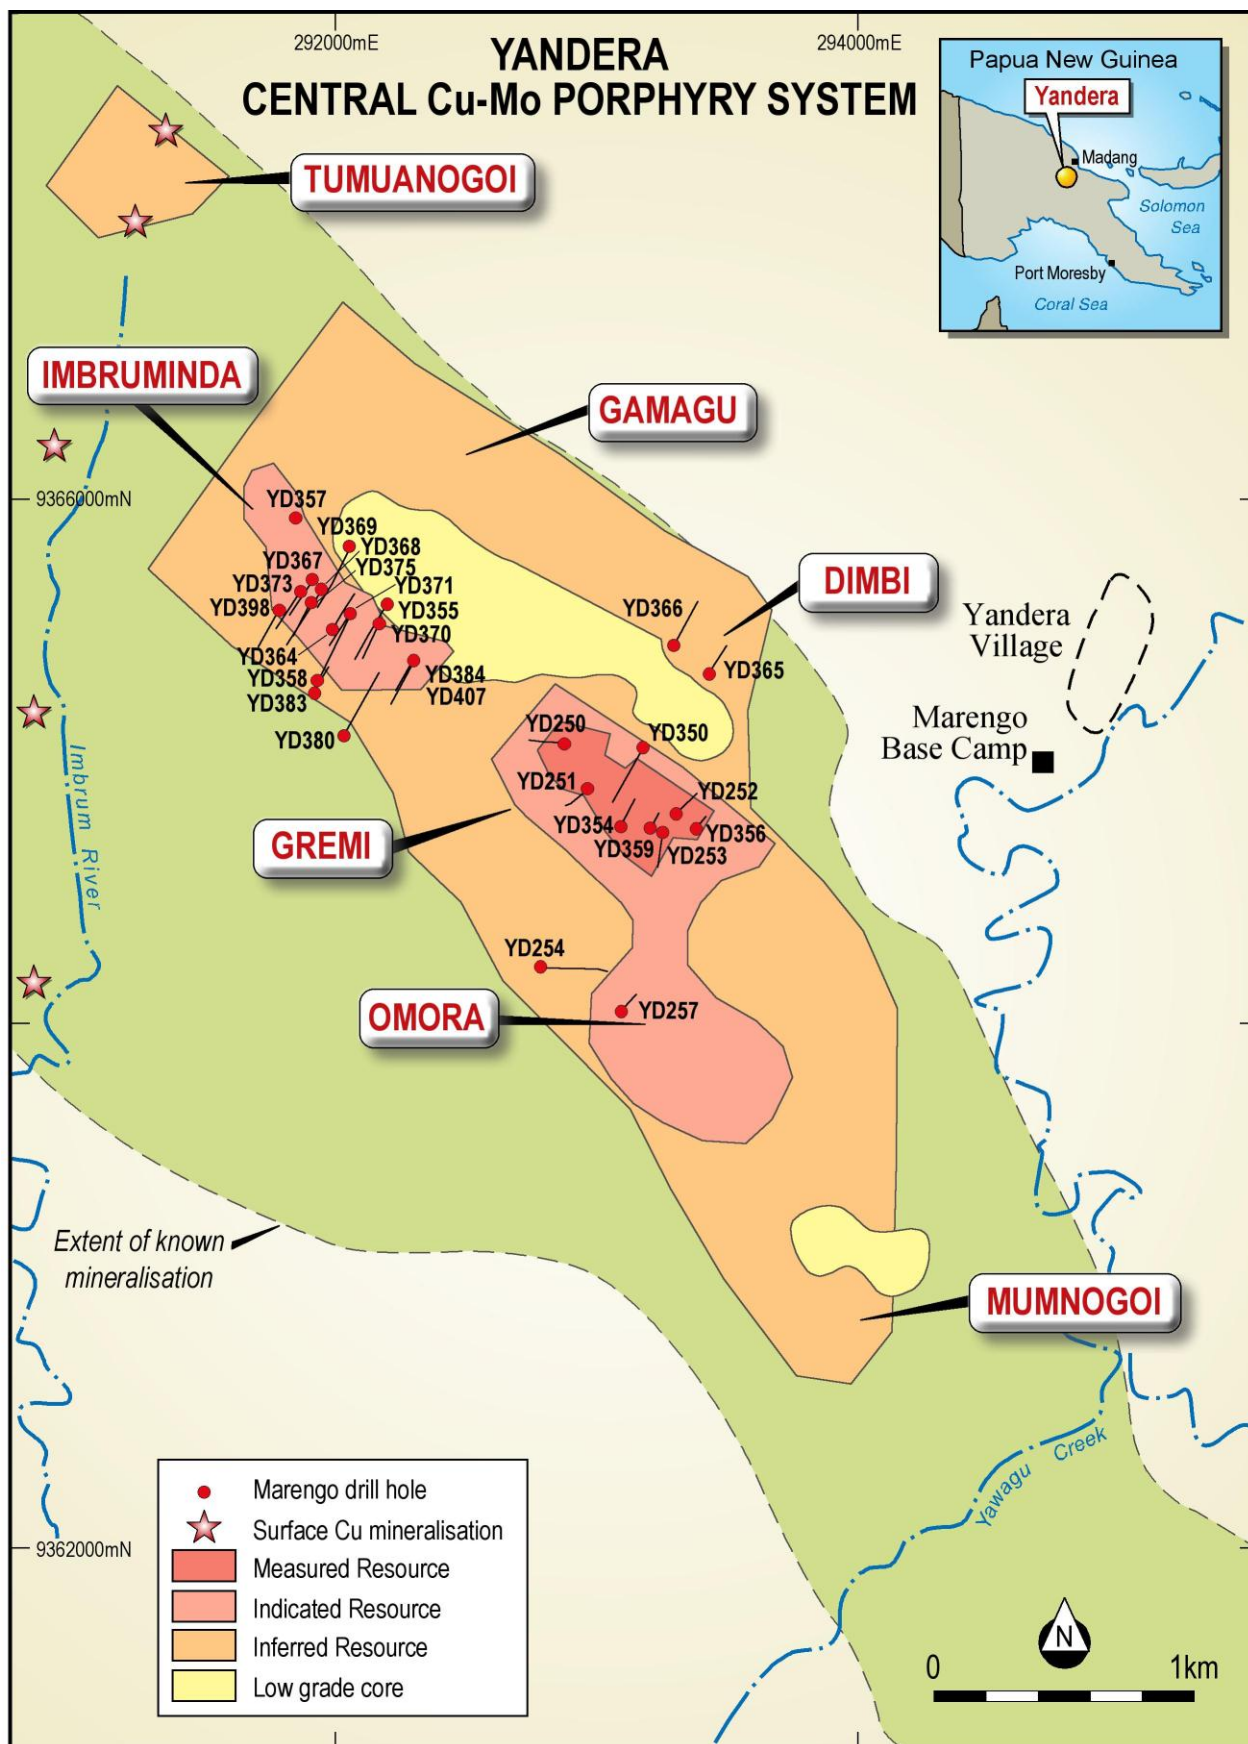 292000mE
294000mE
YANDERA
CENTRAL Cu-Mo PORPHYRY SYSTEM
Papua New Guinea
Yandera
Madang
Solomon
Sea
Port Moresby
Coral Sea
TUMUANOGOI
IMBRUMINDA
GAMAGU
9366000mN
YD357
YD369
YD368
YD367
YD375
YD373
YD371
YD398
YD355
YD370
YD364
YD358
YD384
YD383
YD407
YD380
YD366
DIMBI
YD365
Yandera
Village
Marengo
Base Camp
YD250
YD350
YD251
YD252
YD354
YD356
YD359
YD253
GREMI
Imbrum River
YD254
YD257
OMORA
Extent of known
mineralisation
MUMNOGOI
Yawagu Creek
Marengo drill hole
Surface Cu mineralisation
9362000mN
Measured Resource
Indicated Resource
Inferred Resource
Low grade core
N
0 1km